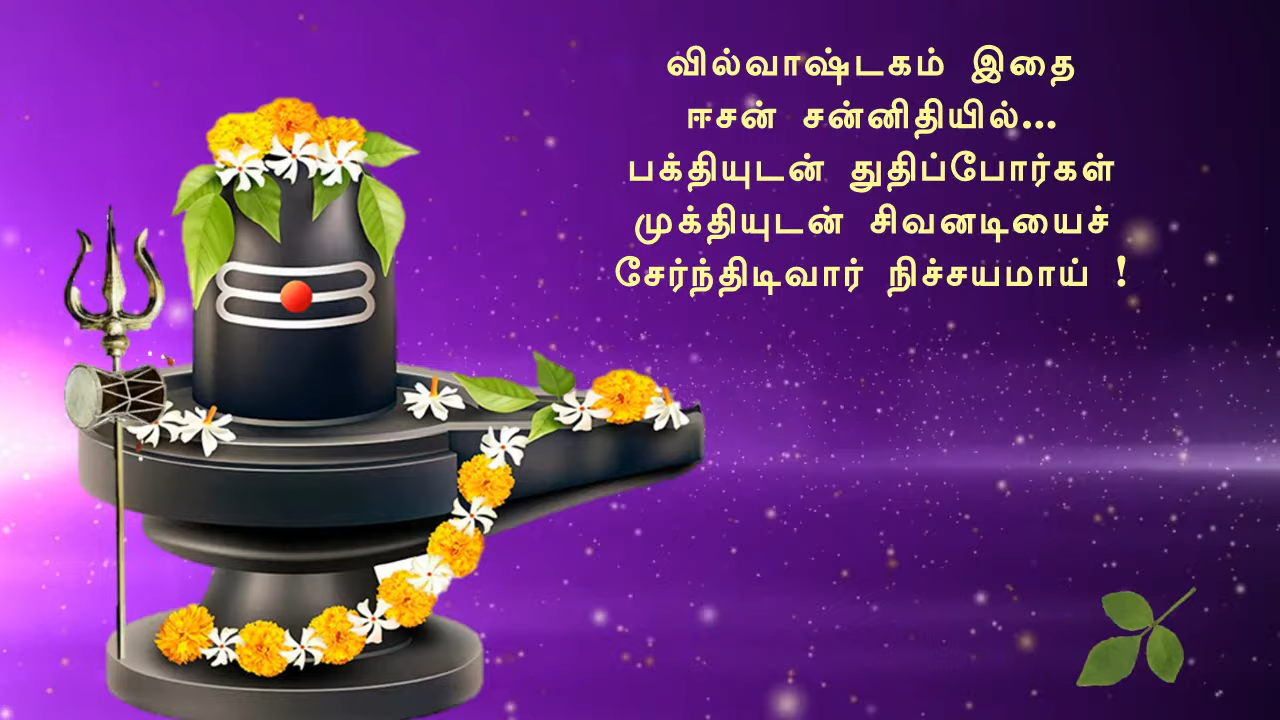 வில்வாஷ்டகம் இதை
ஈசன் சன்னிதியில்...
பக்தியுடன் துதிப்போர்கள்
முக்தியுடன் சிவனடியைச்
சேர்ந்திடிவார் நிச்சயமாய் !